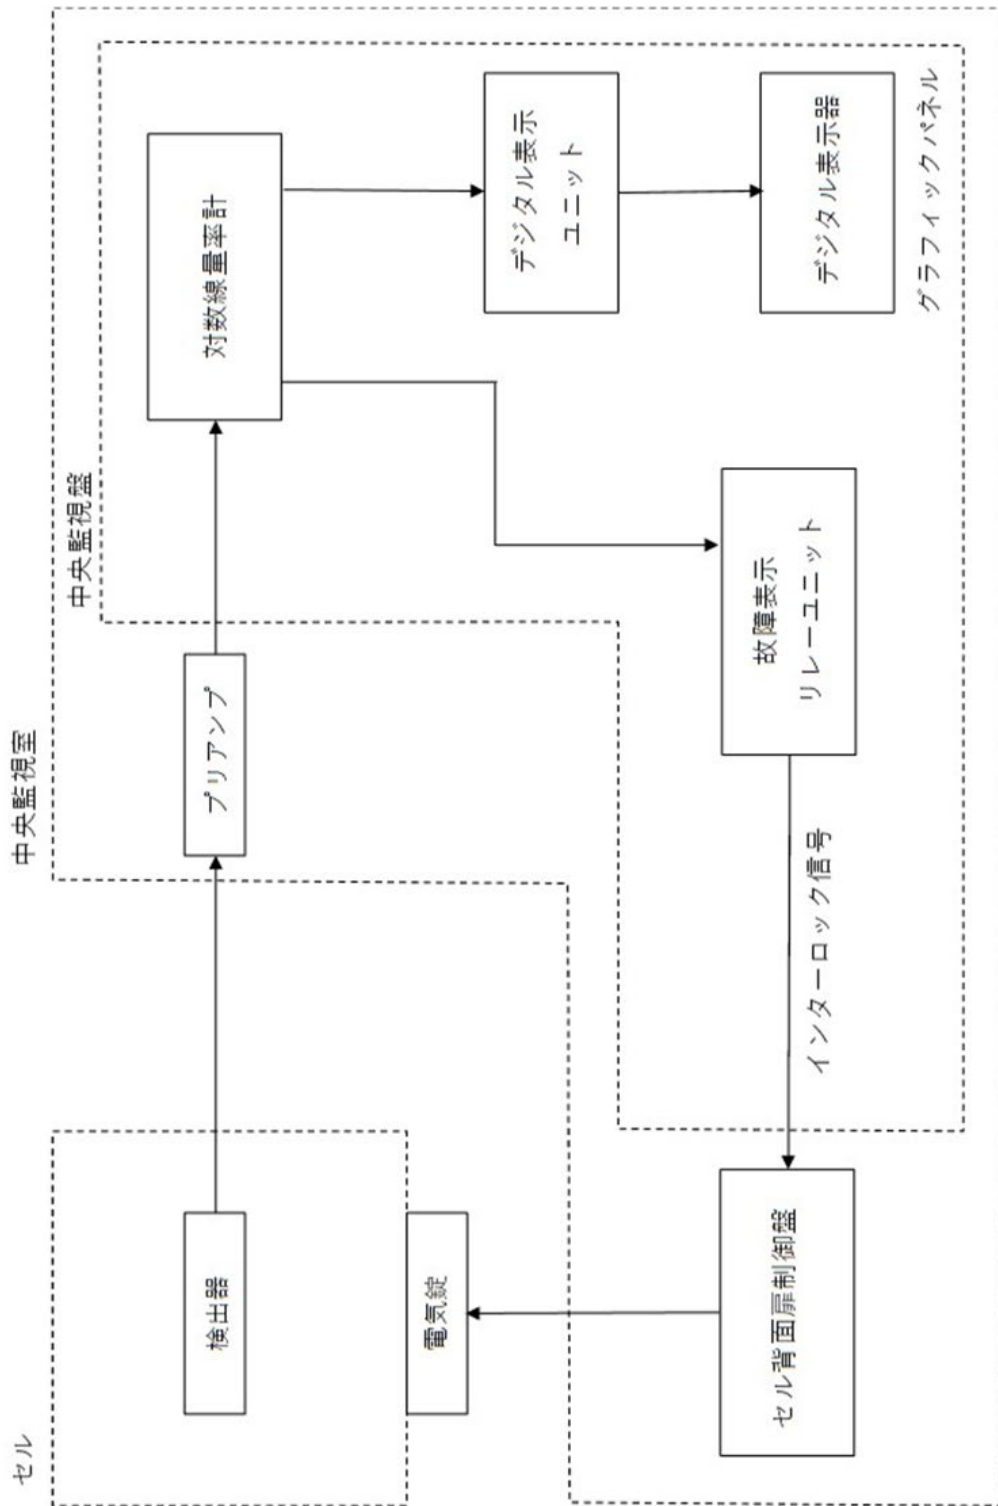 セル
中央監視室
中央監視盤
検出器
プリアンプ
対数線量率計
電気錠
デジタル表示
ユニット
セル背面扉制御盤
インターロック信号
故障表示
リレーユニット
デジタル表示器
グラフィックパネル